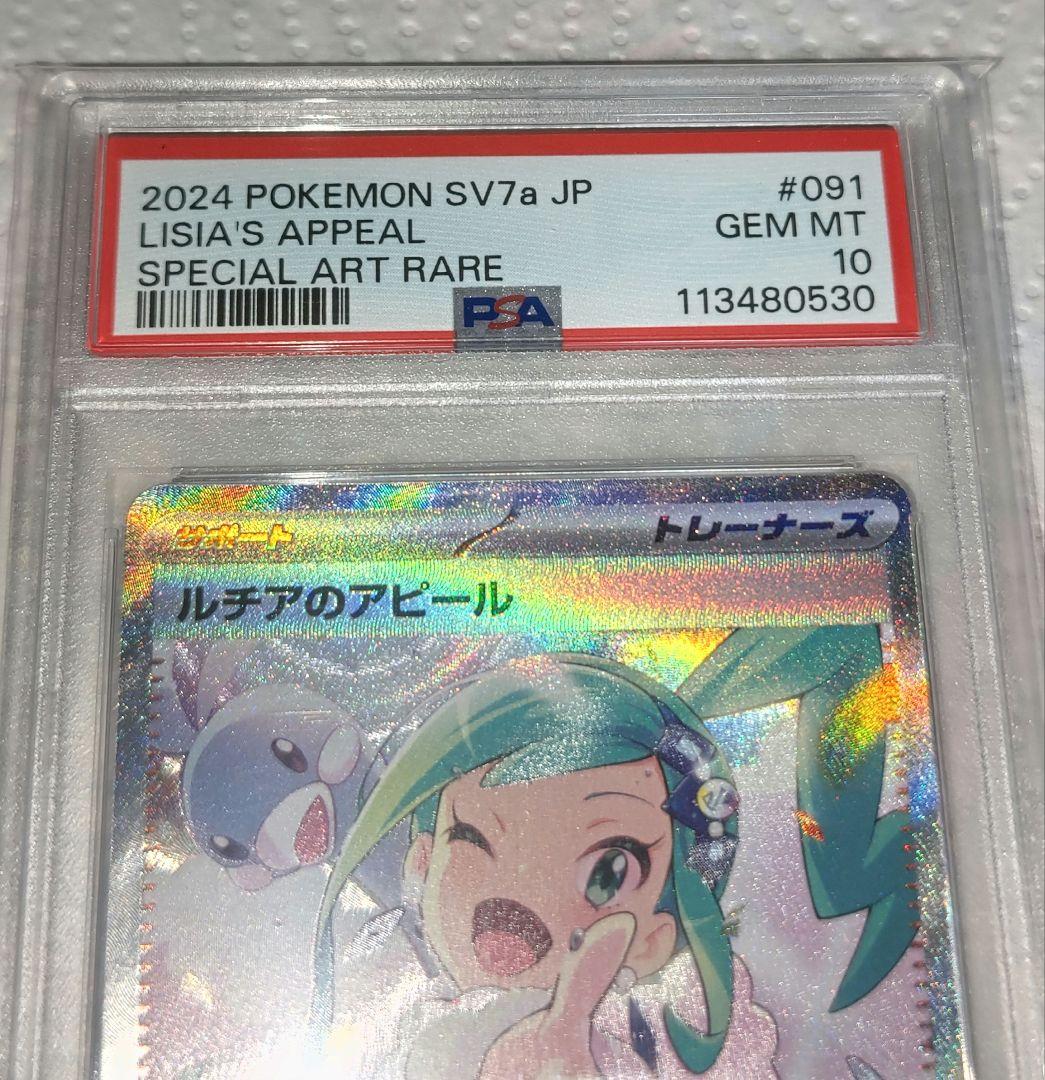 2024 POKEMON SV7a JP #091
LISIA'S APPEAL GEM MT
SPECIAL ART RARE 10
PSA 113480530
サポート トレーナーズ
ルチアのアピール